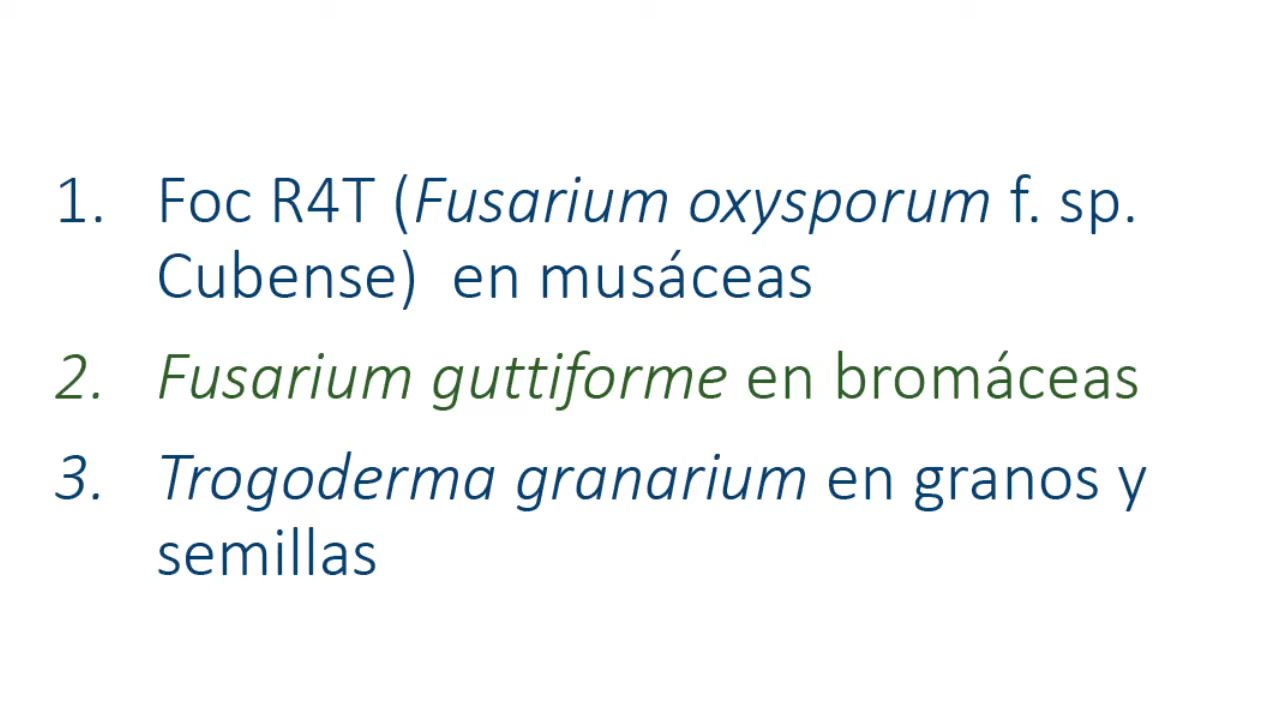 1. Foc R4T (Fusarium oxysporum f. sp.
Cubense)  en musáceas
2. Fusarium guttiforme en bromáceas
3. Trogoderma granarium en granos y
semillas